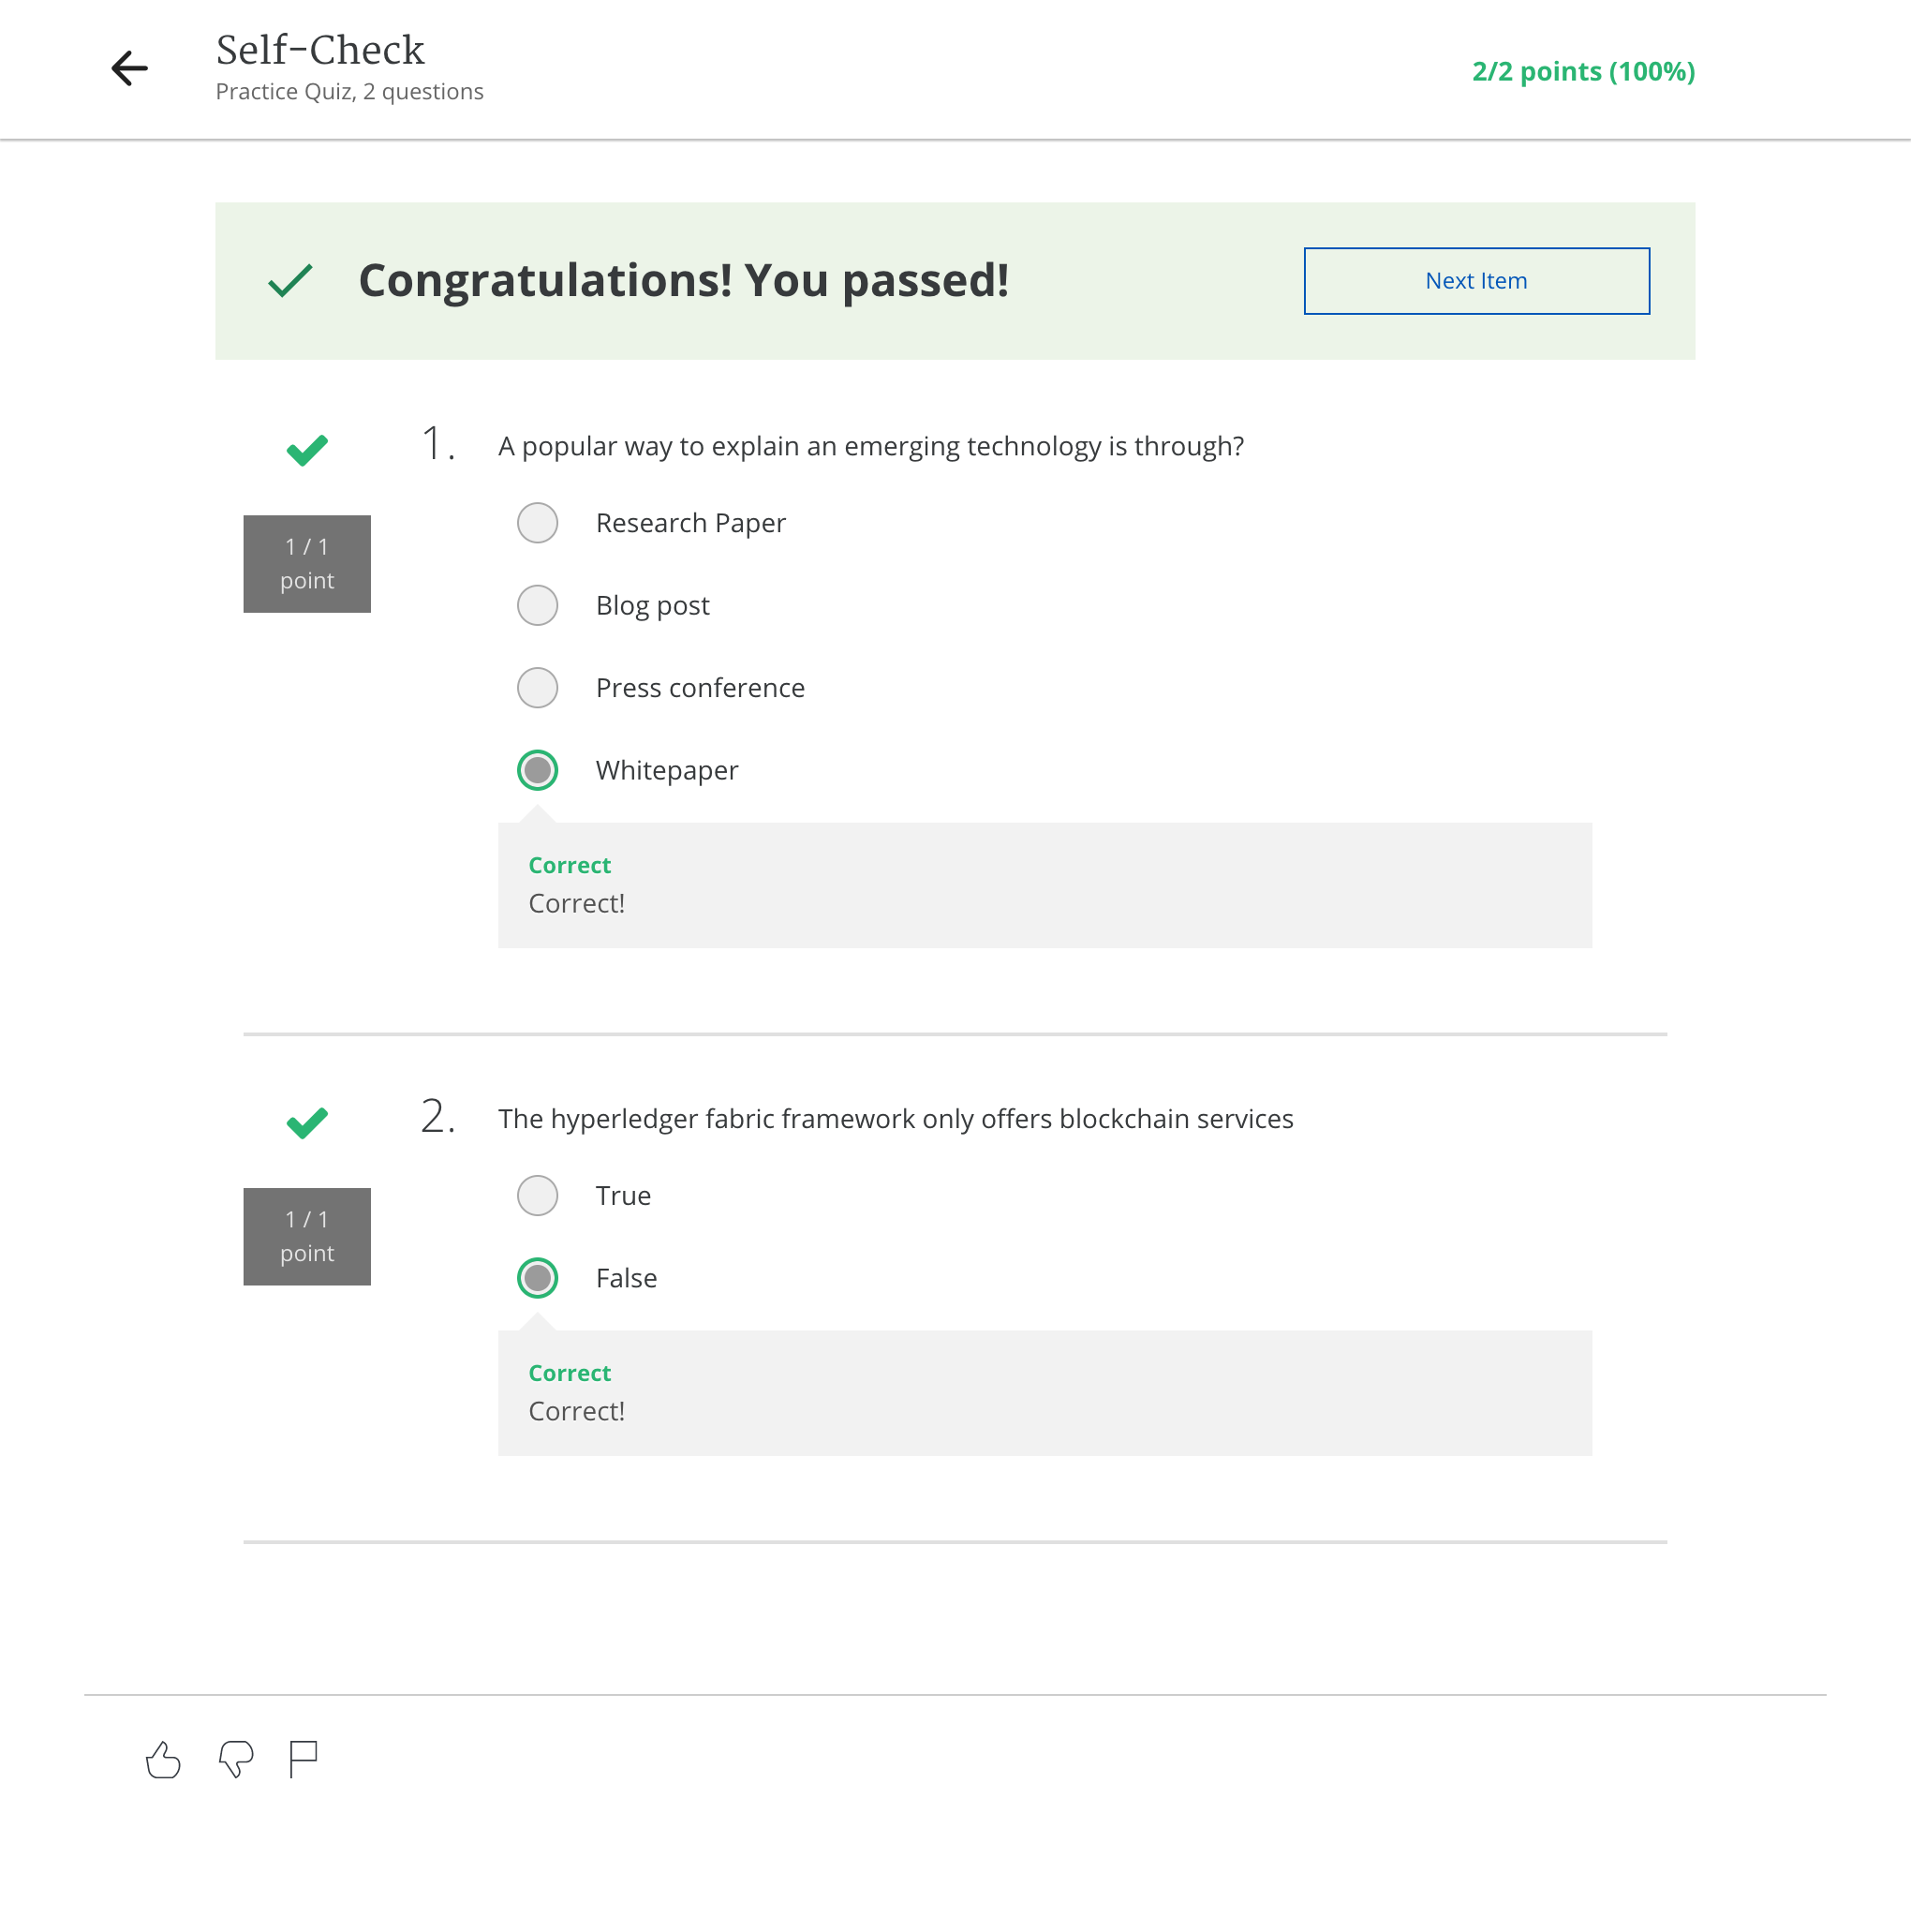 Self-Check
Practice Quiz, 2 questions
2/2 points (100%)
Congratulations! You passed!
Next Item
1.
A popular way to explain an emerging technology is through?
1 / 1
point
Research Paper
Blog post
Press conference
Whitepaper
Correct
Correct!
2.
The hyperledger fabric framework only offers blockchain services
1 / 1
point
True
False
Correct
Correct!